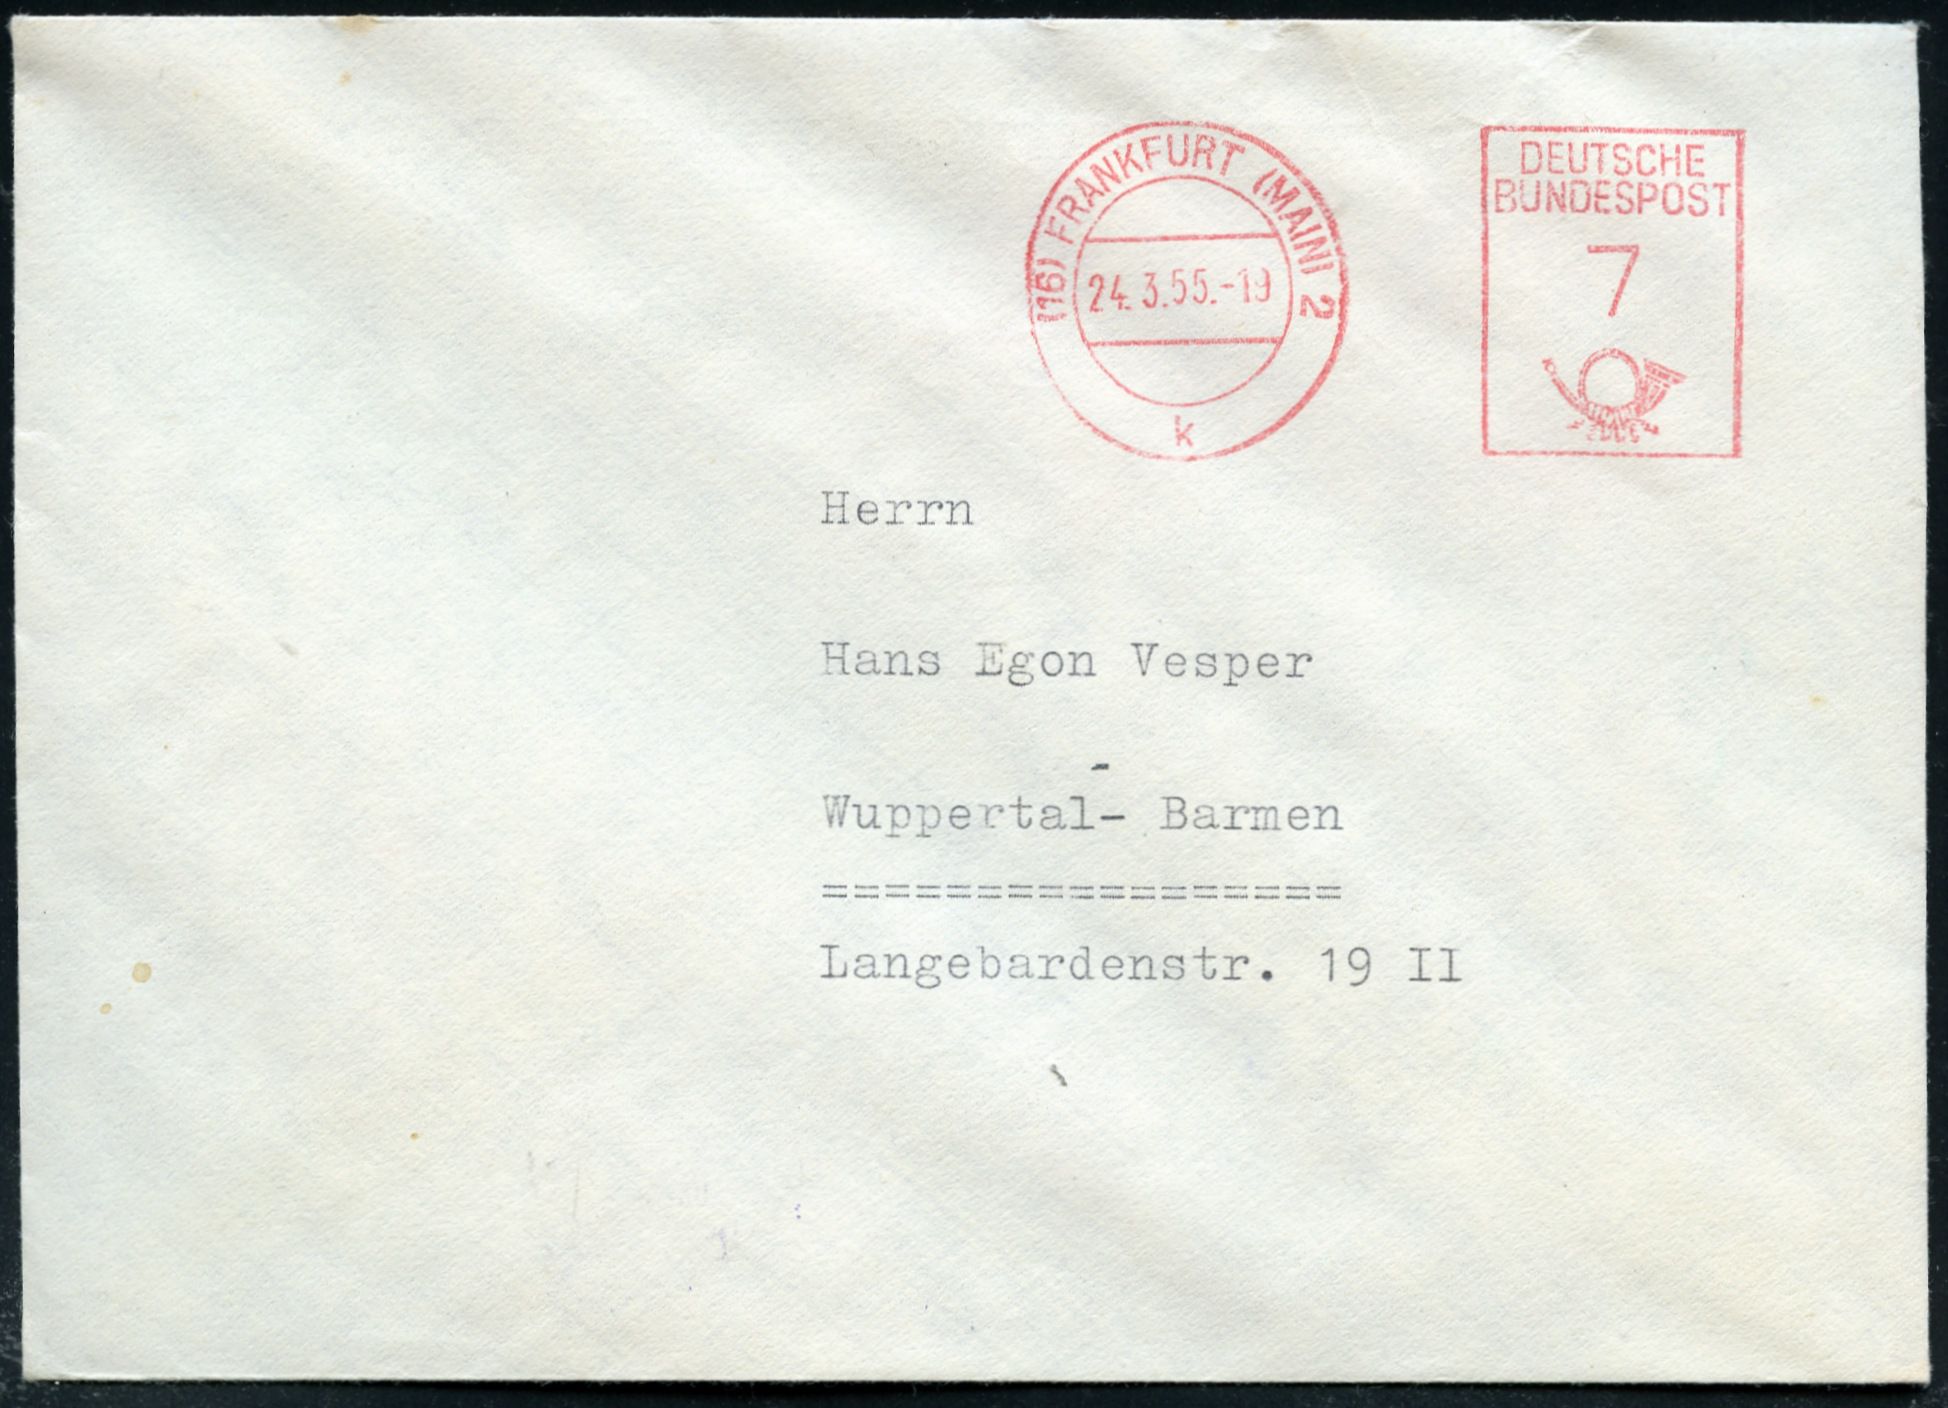 (16) FRANKFURT (MAIN) 2
24.3.55.-19
k
DEUTSCHE
BUNDESPOST
7
Herrn
Hans Egon Vesper
Wuppertal- Barmen
==================
Langebardenstr. 19 II